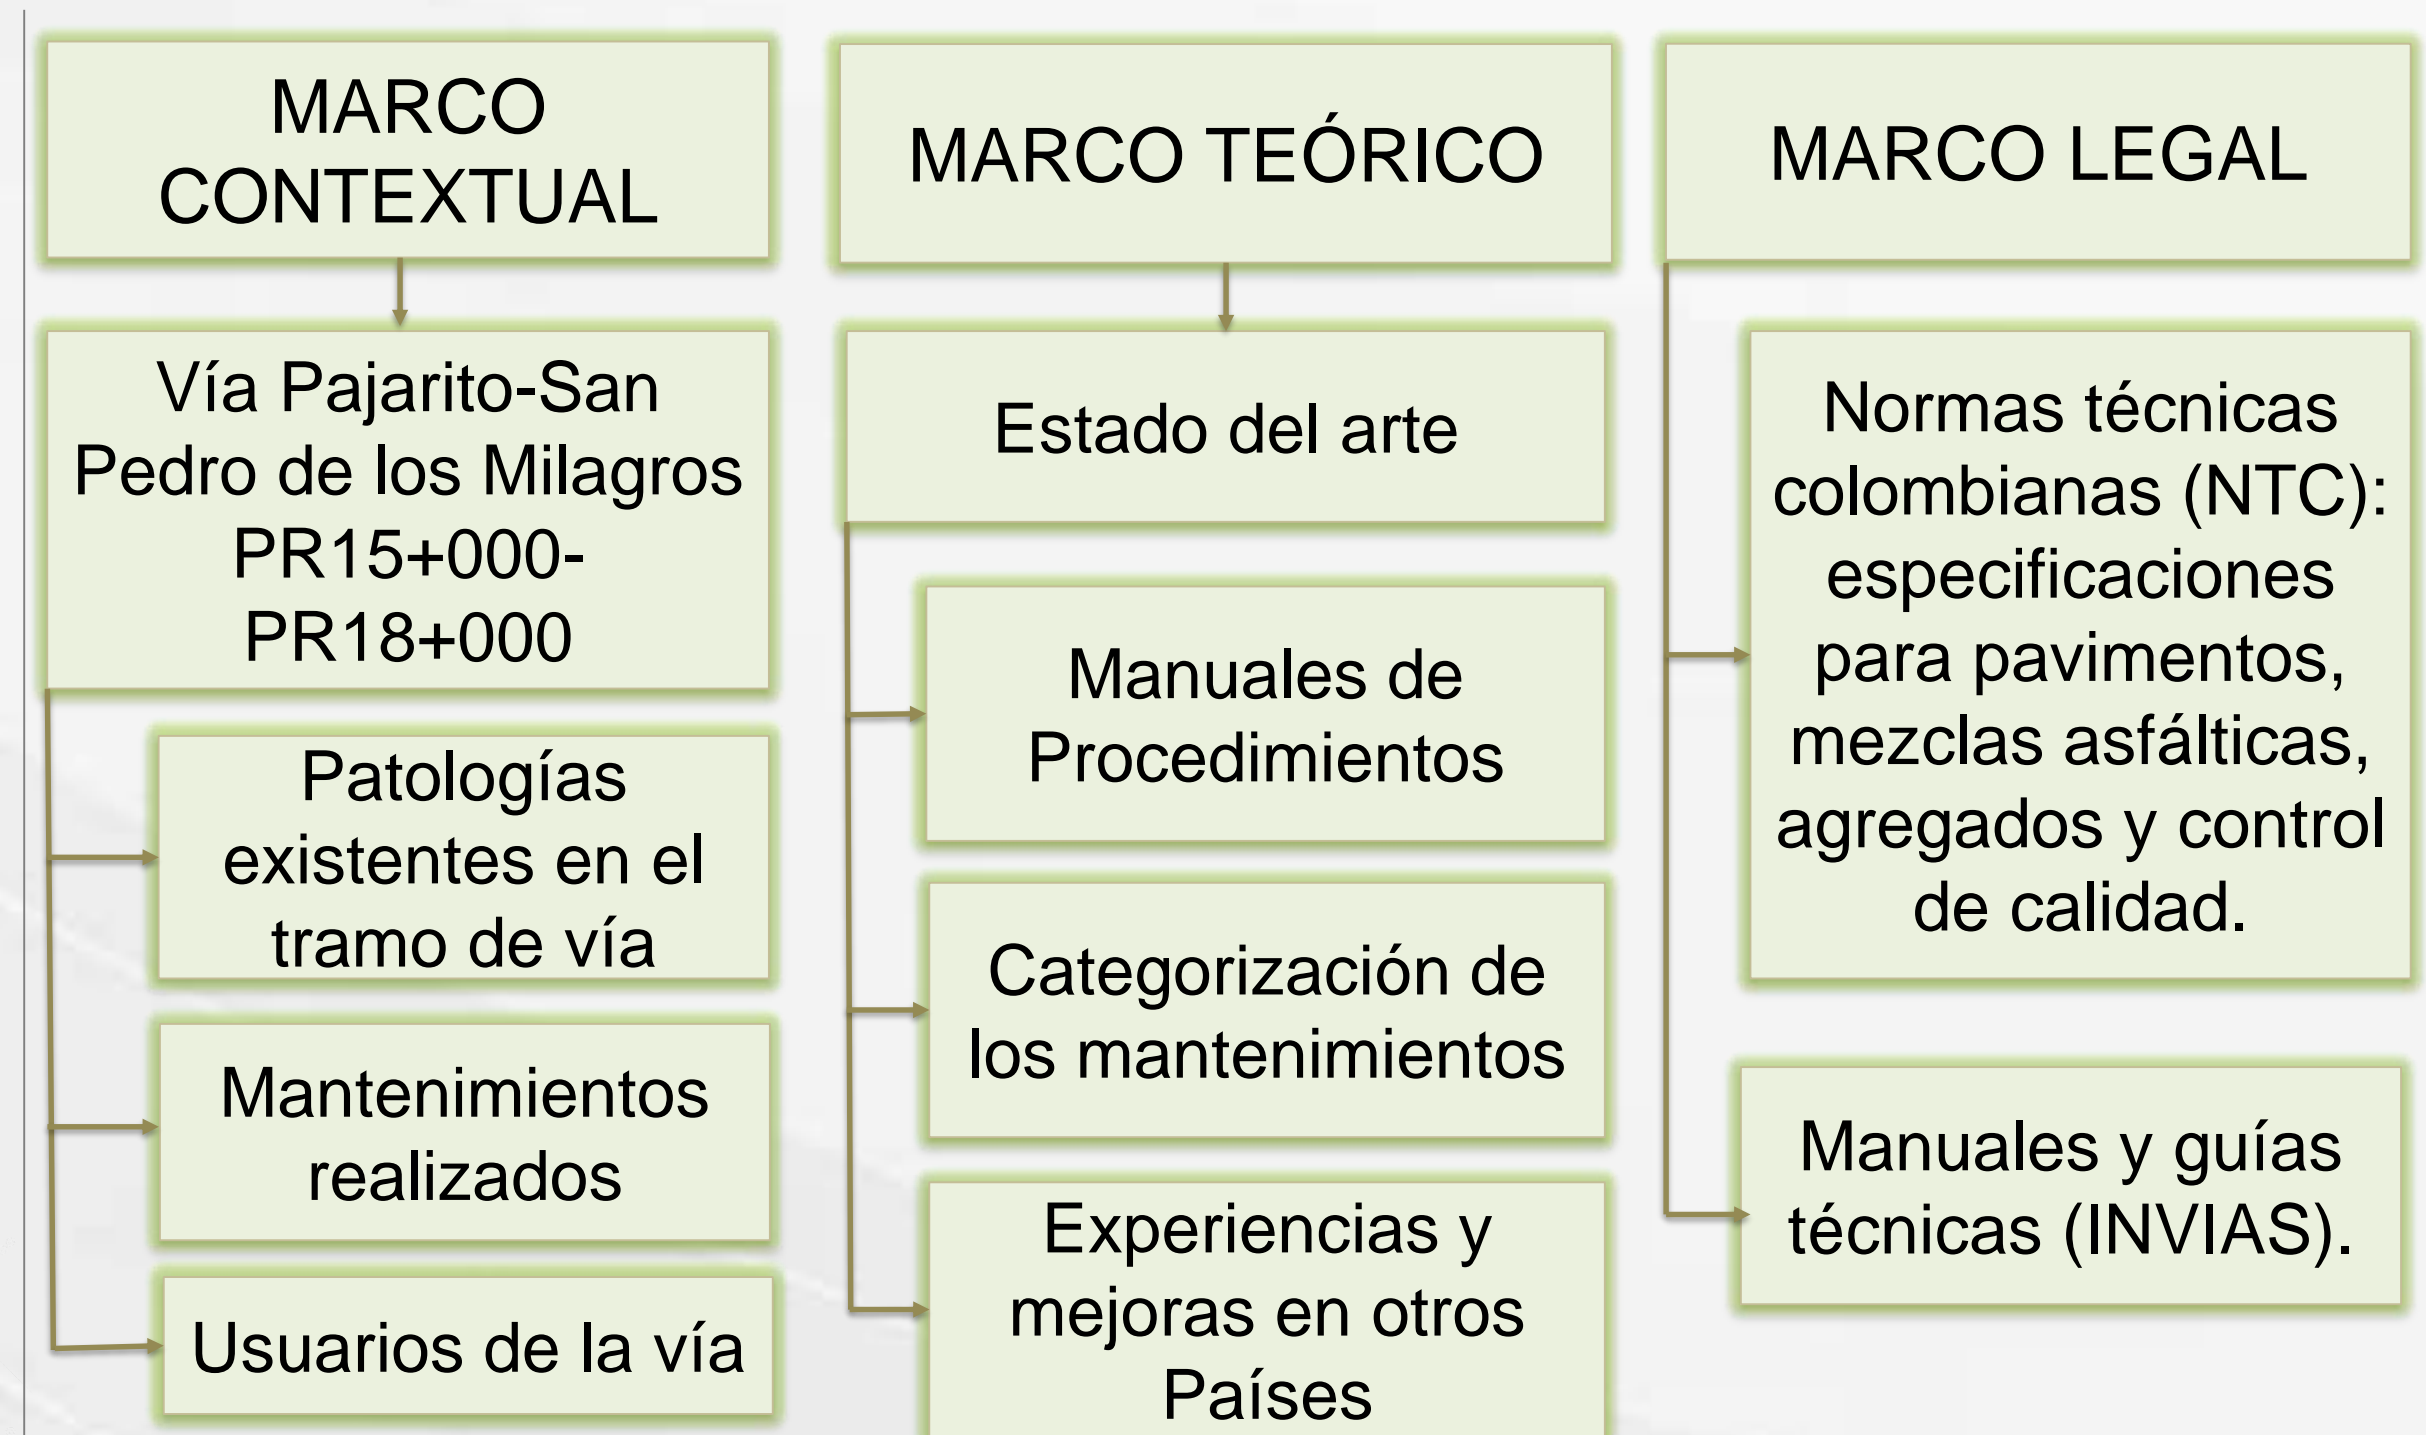 MARCO
CONTEXTUAL
Vía Pajarito-San
Pedro de los Milagros
PR15+000-
PR18+000
Patologías
existentes en el
tramo de vía
Mantenimientos
realizados
Usuarios de la vía
MARCO TEÓRICO
Estado del arte
Manuales de
Procedimientos
Categorización de
los mantenimientos
Experiencias y
mejoras en otros
Países
MARCO LEGAL
Normas técnicas
colombianas (NTC):
especificaciones
para pavimentos,
mezclas asfálticas,
agregados y control
de calidad.
Manuales y guías
técnicas (INVIAS).